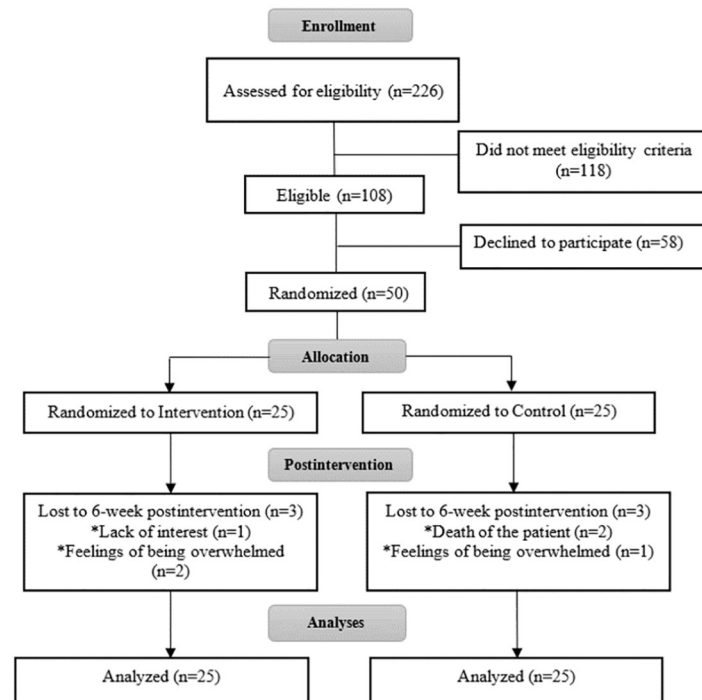 Enrollment
Assessed for eligibility (n=226)
Did not meet eligibility criteria
(n=118)
Eligible (n=108)
Declined to participate (n=58)
Randomized (n=50)
Allocation
Randomized to Intervention (n=25)
Randomized to Control (n=25)
Postintervention
Lost to 6-week postintervention (n=3)
*Lack of interest (n=1)
*Feelings of being overwhelmed
(n=2)
Lost to 6-week postintervention (n=3)
*Death of the patient (n=2)
*Feelings of being overwhelmed (n=1)
Analyses
Analyzed (n=25)
Analyzed (n=25)